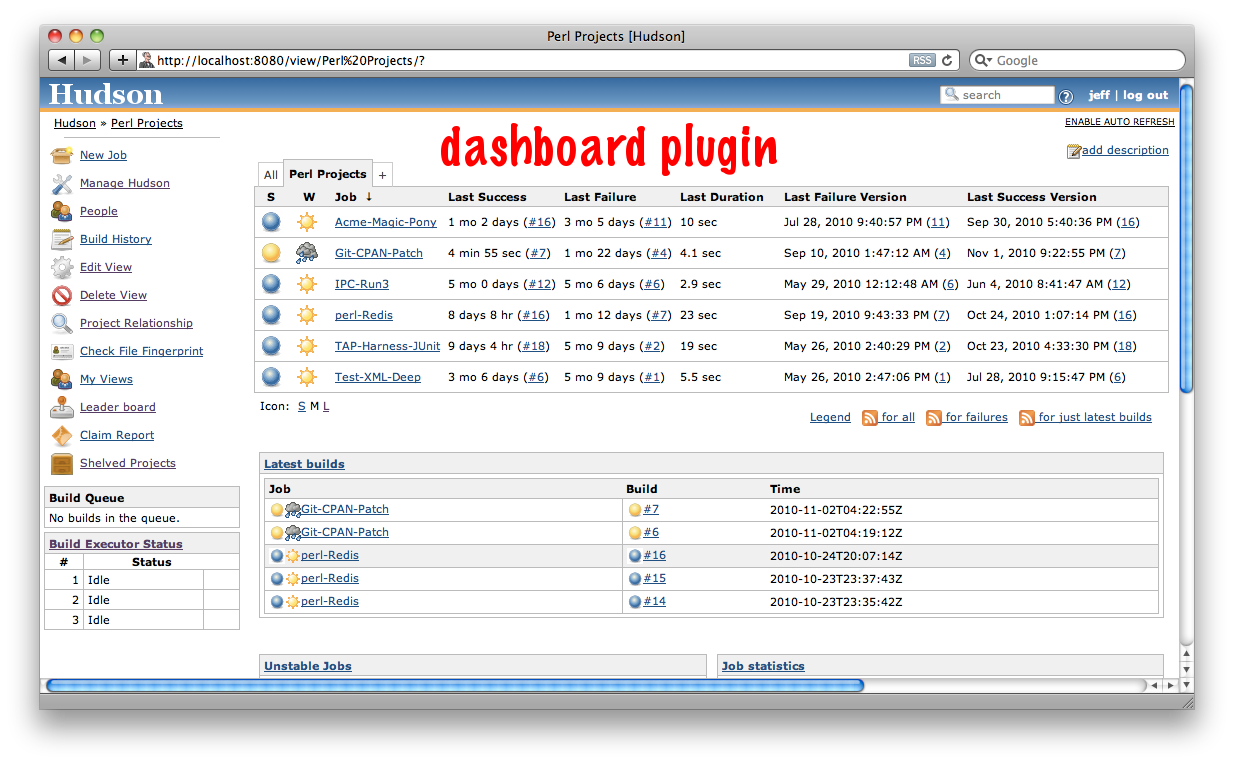 Perl Projects [Hudson]
http://localhost:8080/view/Perl%20Projects/? RSS Google
Hudson search ? jeff | log out
Hudson » Perl Projects ENABLE AUTO REFRESH
dashboard plugin
add description
New Job
Manage Hudson
People
Build History
Edit View
Delete View
Project Relationship
Check File Fingerprint
My Views
Leader board
Claim Report
Shelved Projects
Build Queue
No builds in the queue.
Build Executor Status
# Status
1 Idle
2 Idle
3 Idle
All Perl Projects +
S W Job ↓ Last Success Last Failure Last Duration Last Failure Version Last Success Version
Acme-Magic-Pony 1 mo 2 days (#16) 3 mo 5 days (#11) 10 sec Jul 28, 2010 9:40:57 PM (11) Sep 30, 2010 5:40:36 PM (16)
Git-CPAN-Patch 4 min 55 sec (#7) 1 mo 22 days (#4) 4.1 sec Sep 10, 2010 1:47:12 AM (4) Nov 1, 2010 9:22:55 PM (7)
IPC-Run3 5 mo 0 days (#12) 5 mo 6 days (#6) 2.9 sec May 29, 2010 12:12:48 AM (6) Jun 4, 2010 8:41:47 AM (12)
perl-Redis 8 days 8 hr (#16) 1 mo 12 days (#7) 23 sec Sep 19, 2010 9:43:33 PM (7) Oct 24, 2010 1:07:14 PM (16)
TAP-Harness-JUnit 9 days 4 hr (#18) 5 mo 9 days (#2) 19 sec May 26, 2010 2:40:29 PM (2) Oct 23, 2010 4:33:30 PM (18)
Test-XML-Deep 3 mo 6 days (#6) 5 mo 9 days (#1) 5.5 sec May 26, 2010 2:47:06 PM (1) Jul 28, 2010 9:15:47 PM (6)
Icon: S M L
Legend for all for failures for just latest builds
Latest builds
Job Build Time
Git-CPAN-Patch #7 2010-11-02T04:22:55Z
Git-CPAN-Patch #6 2010-11-02T04:19:12Z
perl-Redis #16 2010-10-24T20:07:14Z
perl-Redis #15 2010-10-23T23:37:43Z
perl-Redis #14 2010-10-23T23:35:42Z
Unstable Jobs Job statistics